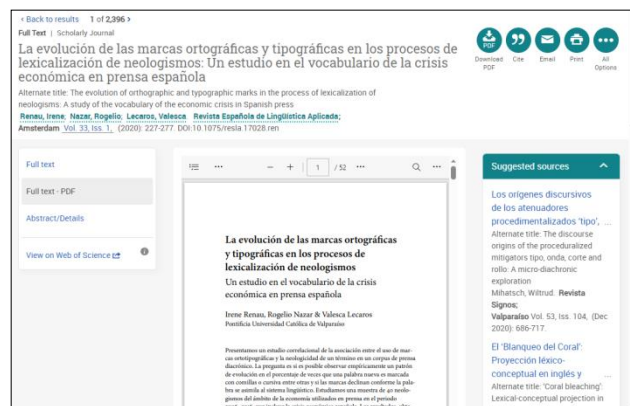 ‹ Back to results 1 of 2,396 ›
Full Text | Scholarly Journal
La evolución de las marcas ortográficas y tipográficas en los procesos de
lexicalización de neologismos: Un estudio en el vocabulario de la crisis
económica en prensa española
Alternate title: The evolution of orthographic and typographic marks in the process of lexicalization of
neologisms: A study of the vocabulary of the economic crisis in Spanish press
Renau, Irene; Nazar, Rogelio; Lecaros, Valesca Revista Española de Lingüística Aplicada;
Amsterdam Vol. 33, Iss. 1, (2020): 227-277. DOI:10.1075/resla.17028.ren
PDF
Download PDF
Cite
Email
Print
All Options
Full text
Full text - PDF
Abstract/Details
View on Web of Science
1 / 52
La evolución de las marcas ortográficas
y tipográficas en los procesos de
lexicalización de neologismos
Un estudio en el vocabulario de la crisis
económica en prensa española
Irene Renau, Rogelio Nazar & Valesca Lecaros
Pontificia Universidad Católica de Valparaíso
Presentamos un estudio correlacional de la asociación entre el uso de mar-
cas ortotipográficas y la neologicidad de un término en un corpus de prensa
diacrónico. La pregunta es si es posible observar empíricamente un patrón
de evolución en el porcentaje de veces que una palabra nueva es marcada
con comillas o cursiva entre otras y si las marcas declinan conforme la pala-
bra se asimila al sistema lingüístico. Estudiamos una muestra de 40 neolo-
gismos del ámbito de la economía utilizados en prensa en el periodo
Suggested sources
Los orígenes discursivos
de los atenuadores
procedimentalizados 'tipo', ...
Alternate title: The discourse
origins of the proceduralized
mitigators tipo, onda, corte and
rollo: A micro-diachronic
exploration
Mihatsch, Wiltrud. Revista
Signos;
Valparaíso Vol. 53, Iss. 104, (Dec
2020): 686-717.
El 'Blanqueo del Coral':
Proyección léxico-
conceptual en inglés y ...
Alternate title: 'Coral bleaching':
Lexical-conceptual projection in